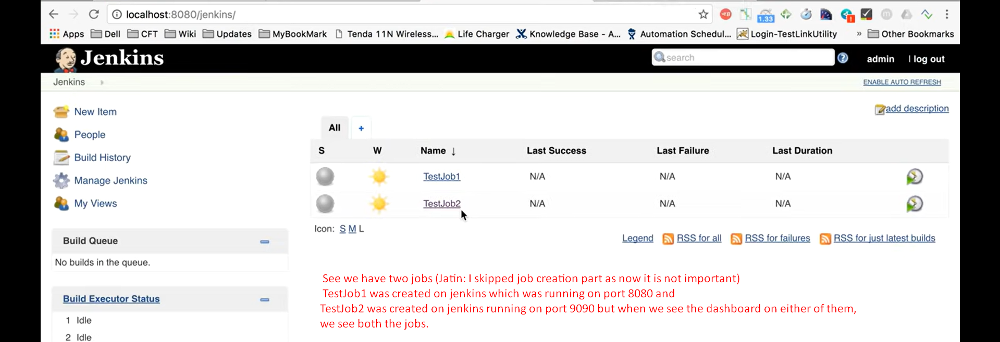 localhost:8080/jenkins/
1.33
Apps Dell CFT Wiki Updates MyBookMark Tenda 11N Wireless... Life Charger Knowledge Base - A... Automation Schedul... Login-TestLinkUtility » Other Bookmarks
Jenkins
search
admin | log out
Jenkins
ENABLE AUTO REFRESH
New Item
People
Build History
Manage Jenkins
My Views
add description
All +
S W Name ↓ Last Success Last Failure Last Duration
TestJob1 N/A N/A N/A
TestJob2 N/A N/A N/A
Icon: S M L
Legend RSS for all RSS for failures RSS for just latest builds
Build Queue
No builds in the queue.
Build Executor Status
1 Idle
2 Idle
See we have two jobs (Jatin: I skipped job creation part as now it is not important)
TestJob1 was created on jenkins which was running on port 8080 and
TestJob2 was created on jenkins running on port 9090 but when we see the dashboard on either of them,
we see both the jobs.